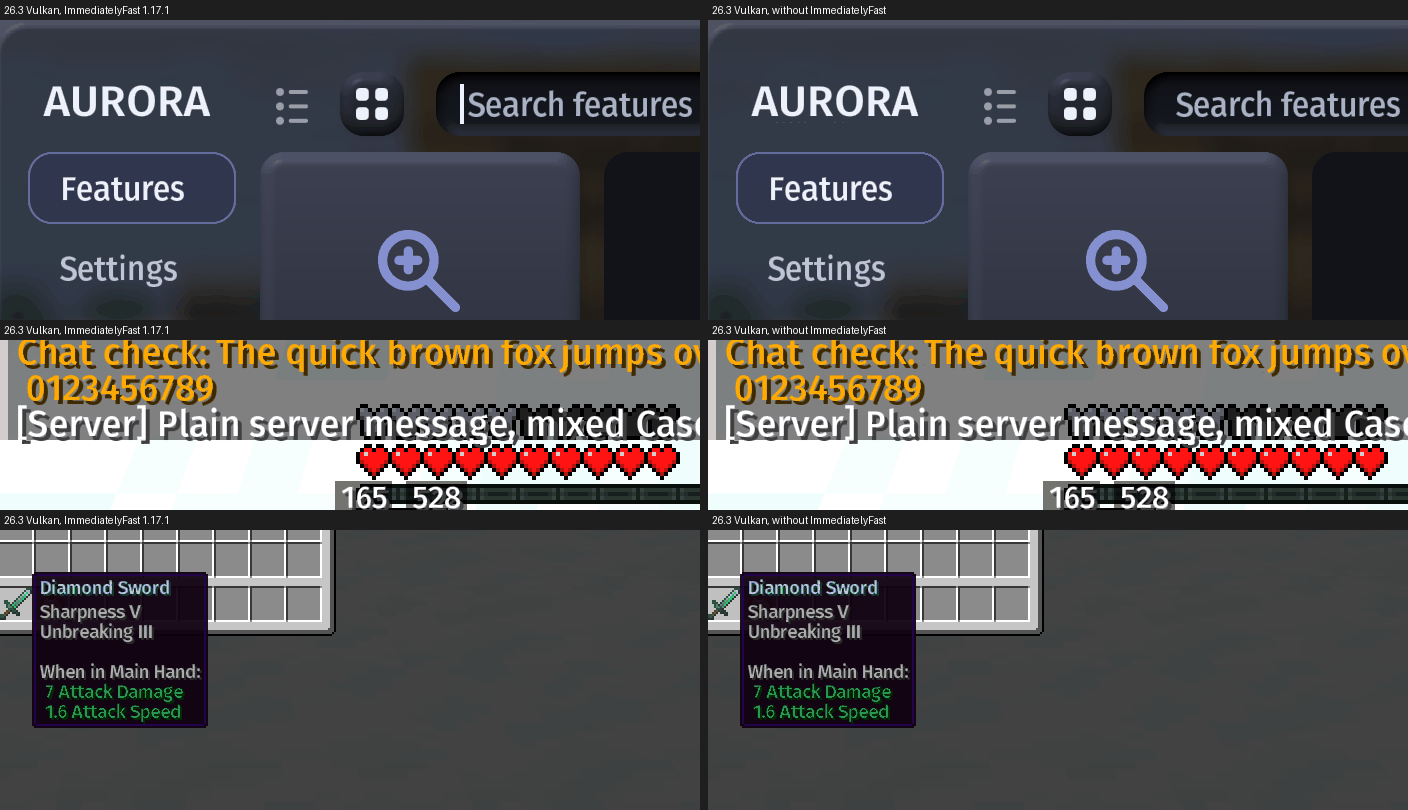 26.3 Vulkan, ImmediatelyFast 1.17.1
26.3 Vulkan, without ImmediatelyFast
AURORA
Search features
Features
Settings
AURORA
Search features
Features
Settings
26.3 Vulkan, ImmediatelyFast 1.17.1
26.3 Vulkan, without ImmediatelyFast
Chat check: The quick brown fox jumps ov
0123456789
[Server] Plain server message, mixed Case
165 528
Chat check: The quick brown fox jumps ov
0123456789
[Server] Plain server message, mixed Case
165 528
26.3 Vulkan, ImmediatelyFast 1.17.1
26.3 Vulkan, without ImmediatelyFast
Diamond Sword
Sharpness V
Unbreaking III
When in Main Hand:
7 Attack Damage
1.6 Attack Speed
Diamond Sword
Sharpness V
Unbreaking III
When in Main Hand:
7 Attack Damage
1.6 Attack Speed